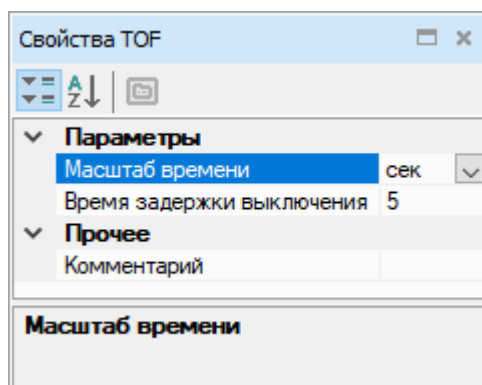 Свойства TOF
Параметры
Масштаб времени сек
Время задержки выключения 5
Прочее
Комментарий
Масштаб времени